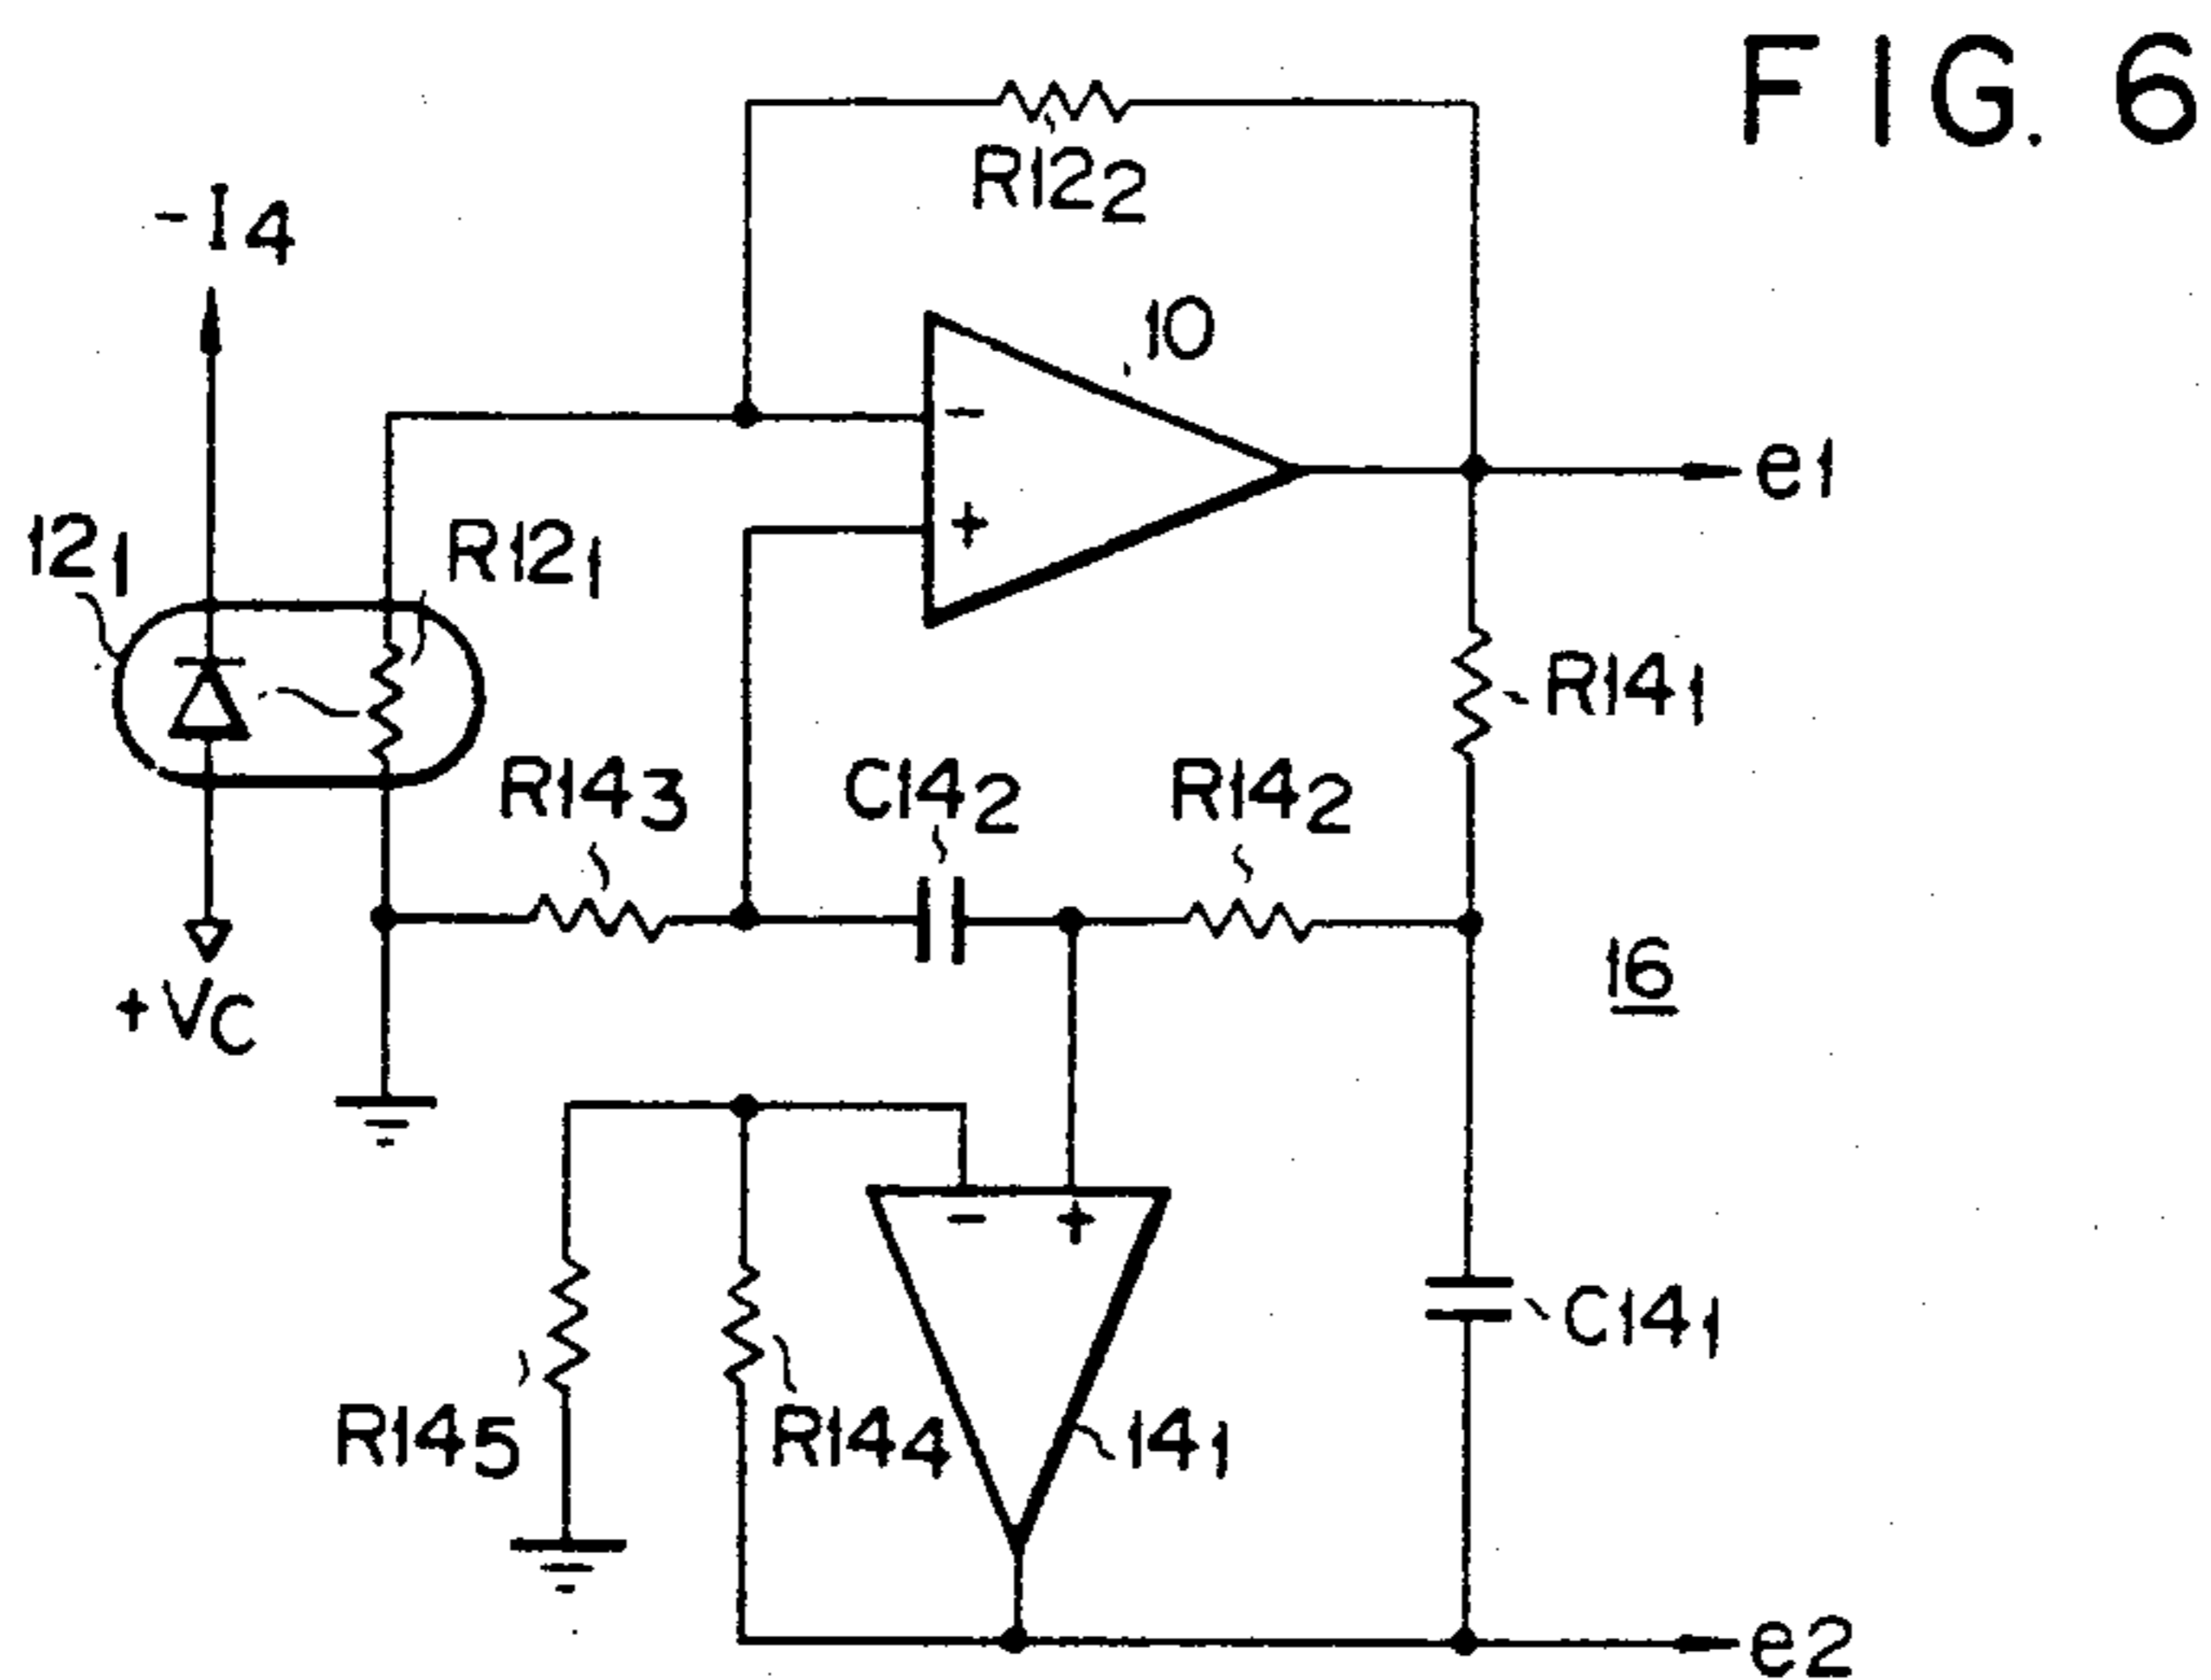 FIG. 6
R122
-I4
10
e1
121
R121
R141
R143
C142
R142
16
+VC
- +
- +
C141
R145
R144
141
e2